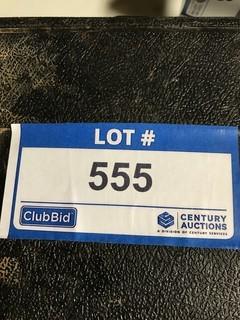 LOT #
555
ClubBid
CENTURY
AUCTIONS
A DIVISION OF CENTURY SERVICES